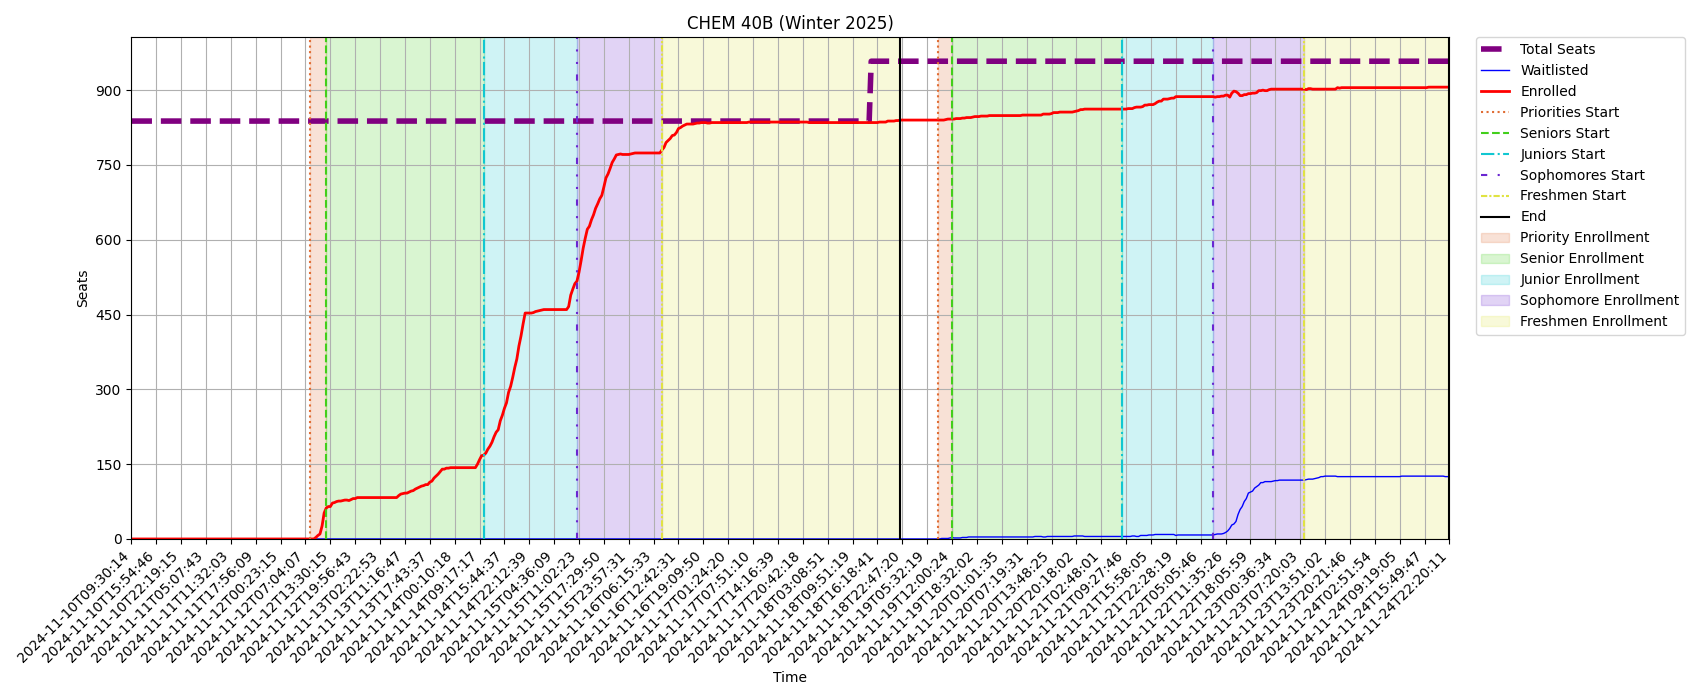 CHEM 40B (Winter 2025)
Seats
900
750
600
450
300
150
0
2024-11-10T09:30:14
2024-11-10T15:54:46
2024-11-10T22:19:15
2024-11-11T05:07:43
2024-11-11T11:32:03
2024-11-11T17:56:09
2024-11-12T00:23:15
2024-11-12T07:04:07
2024-11-12T13:30:15
2024-11-12T19:56:43
2024-11-13T03:22:53
2024-11-13T11:16:47
2024-11-13T17:43:37
2024-11-14T00:10:18
2024-11-14T09:17:17
2024-11-14T15:44:37
2024-11-14T22:12:39
2024-11-15T04:36:09
2024-11-15T11:02:23
2024-11-15T17:29:50
2024-11-15T23:57:31
2024-11-16T06:15:33
2024-11-16T12:42:31
2024-11-16T19:09:50
2024-11-17T01:24:20
2024-11-17T07:51:10
2024-11-17T14:16:39
2024-11-17T20:42:18
2024-11-18T03:08:51
2024-11-18T09:51:19
2024-11-18T16:18:41
2024-11-18T22:47:20
2024-11-19T05:32:19
2024-11-19T12:00:24
2024-11-19T18:32:02
2024-11-20T01:01:35
2024-11-20T07:19:31
2024-11-20T13:48:25
2024-11-20T20:18:02
2024-11-21T02:48:01
2024-11-21T09:27:46
2024-11-21T15:58:05
2024-11-21T22:28:19
2024-11-22T05:05:46
2024-11-22T11:35:26
2024-11-22T18:05:59
2024-11-23T00:36:34
2024-11-23T07:20:03
2024-11-23T13:51:02
2024-11-23T20:21:46
2024-11-24T02:51:54
2024-11-24T09:19:05
2024-11-24T15:49:47
2024-11-24T22:20:11
Time
Total Seats
Waitlisted
Enrolled
Priorities Start
Seniors Start
Juniors Start
Sophomores Start
Freshmen Start
End
Priority Enrollment
Senior Enrollment
Junior Enrollment
Sophomore Enrollment
Freshmen Enrollment